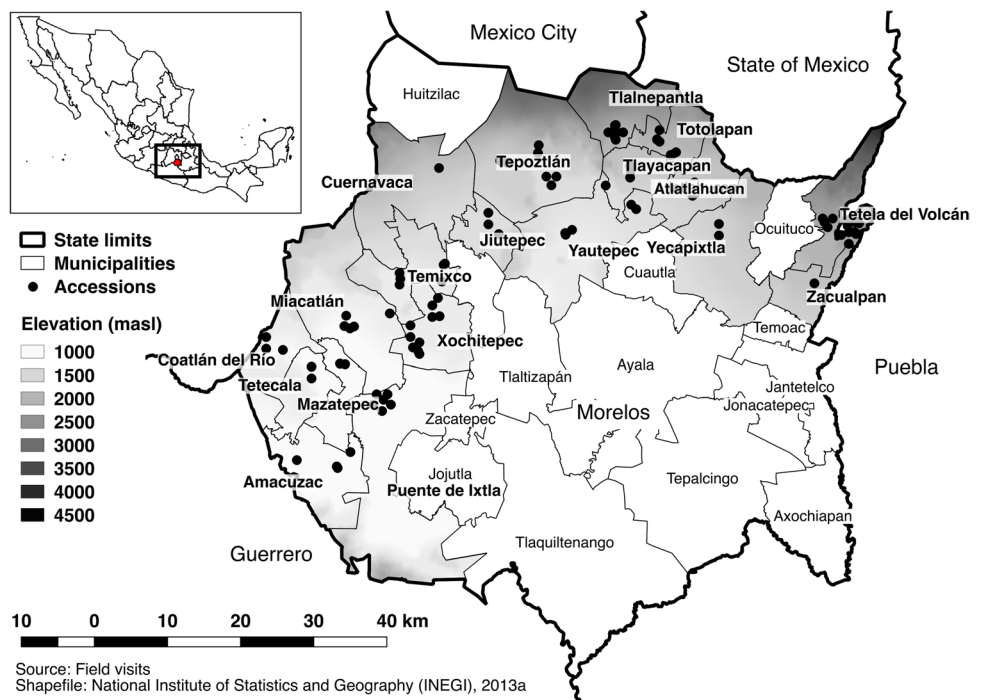 Mexico City
State of Mexico
Huitzilac
Tlalnepantla
Totolapan
Tepoztlán
Tlayacapan
Cuernavaca
Atlatlahucan
Tetela del Volcán
Ocuituco
State limits
Jiutepec
Yautepec
Yecapixtla
Municipalities
Cuautla
Temixco
Accessions
Zacualpan
Miacatlán
Elevation (masl)
Temoac
Xochitepec
1000
Coatlán del Río
Ayala
Puebla
1500
Tlaltizapán
Tetecala
Jantetelco
2000
Mazatepec
Jonacatepec
Morelos
2500
Zacatepec
3000
3500
Jojutla
Tepalcingo
Amacuzac
Puente de Ixtla
4000
4500
Axochiapan
Tlaquiltenango
Guerrero
10 0 10 20 30 40 km
Source: Field visits
Shapefile: National Institute of Statistics and Geography (INEGI), 2013a